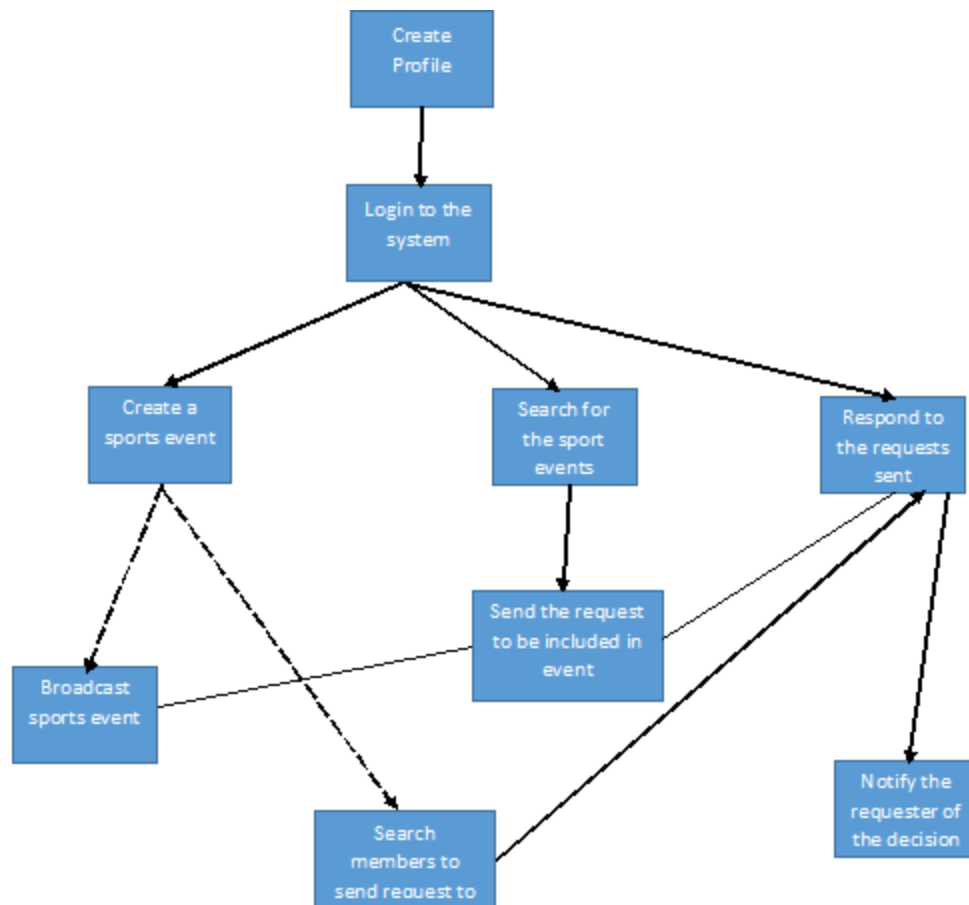 Create
Profile
Login to the
system
Create a
sports event
Search for
the sport
events
Respond to
the requests
sent
Send the request
to be included in
event
Broadcast
sports event
Notify the
requester of
the decision
Search
members to
send request to